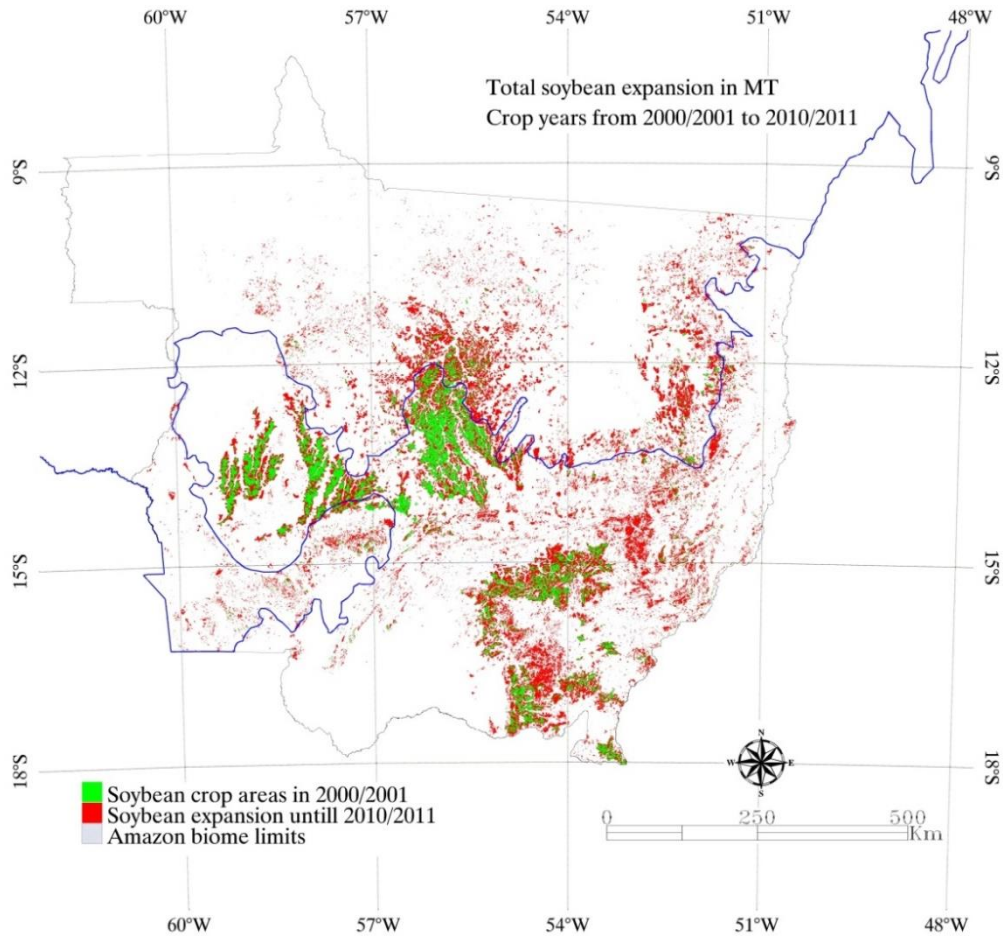 60°W 57°W 54°W 51°W 48°W
Total soybean expansion in MT
Crop years from 2000/2001 to 2010/2011
9°S 9°S
12°S 12°S
15°S 15°S
N
W E
S
18°S 18°S
Soybean crop areas in 2000/2001
Soybean expansion untill 2010/2011
Amazon biome limits
0 250 500
Km
60°W 57°W 54°W 51°W 48°W